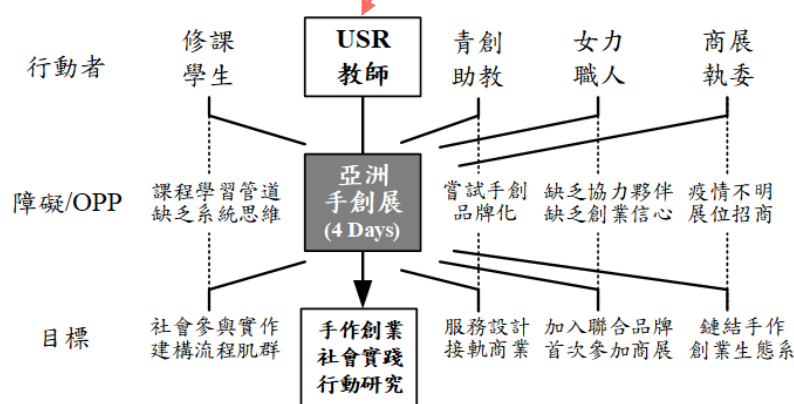 行動者
修課
學生
USR
教師
青創
助教
女力
職人
商展
執委
障礙/OPP
課程學習管道
缺乏系統思維
亞洲
手創展
(4 Days)
嘗試手創
品牌化
缺乏協力夥伴
缺乏創業信心
疫情不明
展位招商
目標
社會參與實作
建構流程肌群
手作創業
社會實踐
行動研究
服務設計
接軌商業
加入聯合品牌
首次參加商展
鏈結手作
創業生態系